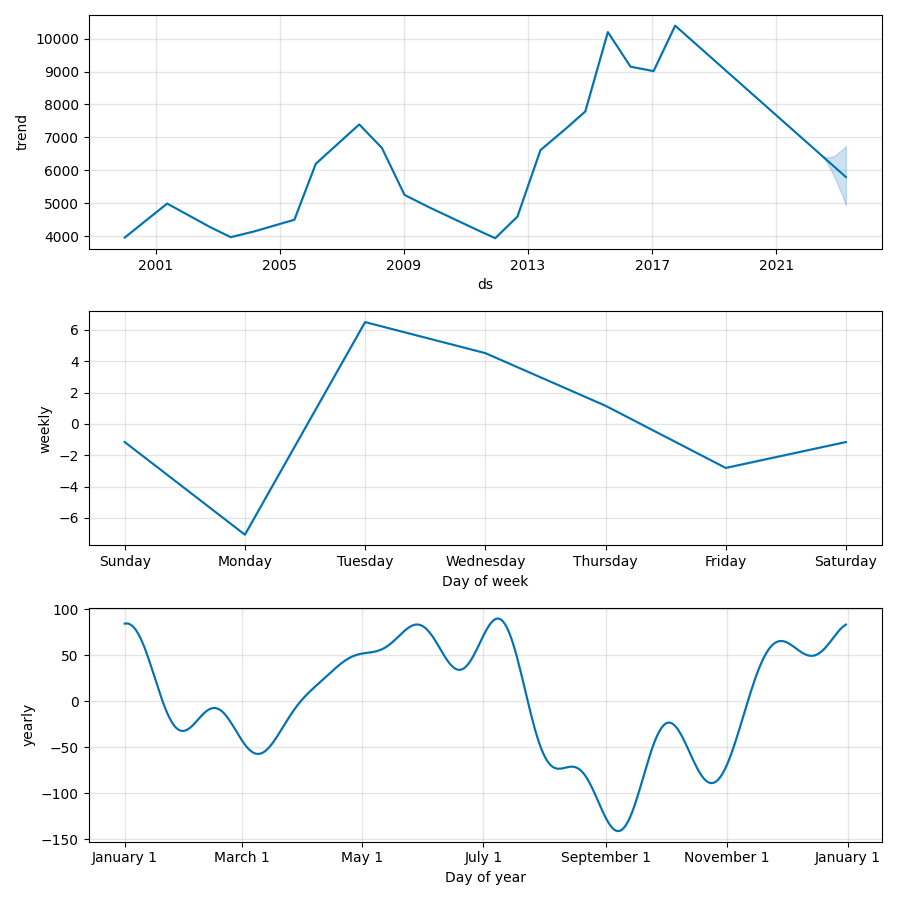 10000
9000
8000
7000
6000
5000
4000
trend
2001 2005 2009 2013 2017 2021
ds
6
4
2
0
−2
−4
−6
weekly
Sunday Monday Tuesday Wednesday Thursday Friday Saturday
Day of week
100
50
0
−50
−100
−150
yearly
January 1 March 1 May 1 July 1 September 1 November 1 January 1
Day of year